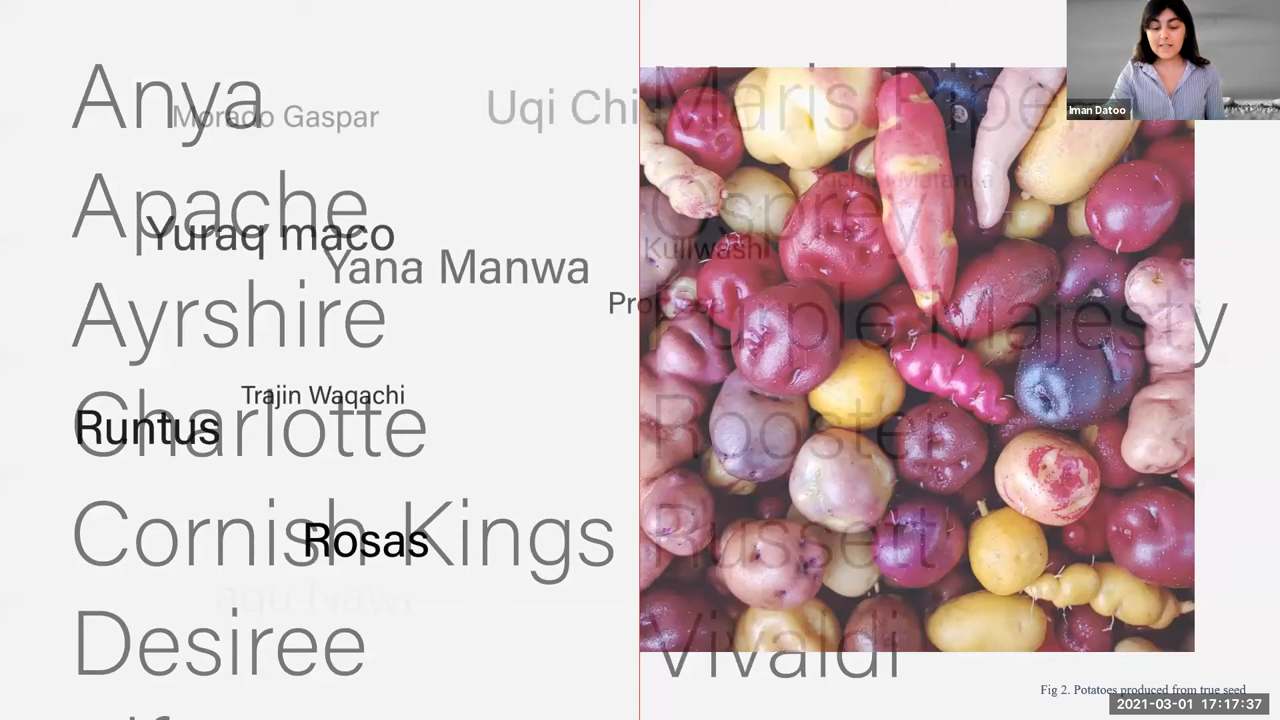 Anya
Morado Gaspar
Uqi Chi
Maris Piper
Iman Datoo
Apache
Yuraq maco
Yana Manwa
Osprey
Kuliwashi
Ayrshire
Purple Majesty
Trajin Waqachi
Charlotte
Runtus
Rooster
Cornish Kings
Rosas
Russett
Desiree
Vivaldi
Fig 2. Potatoes produced from true seed
2021-03-01 17:17:37